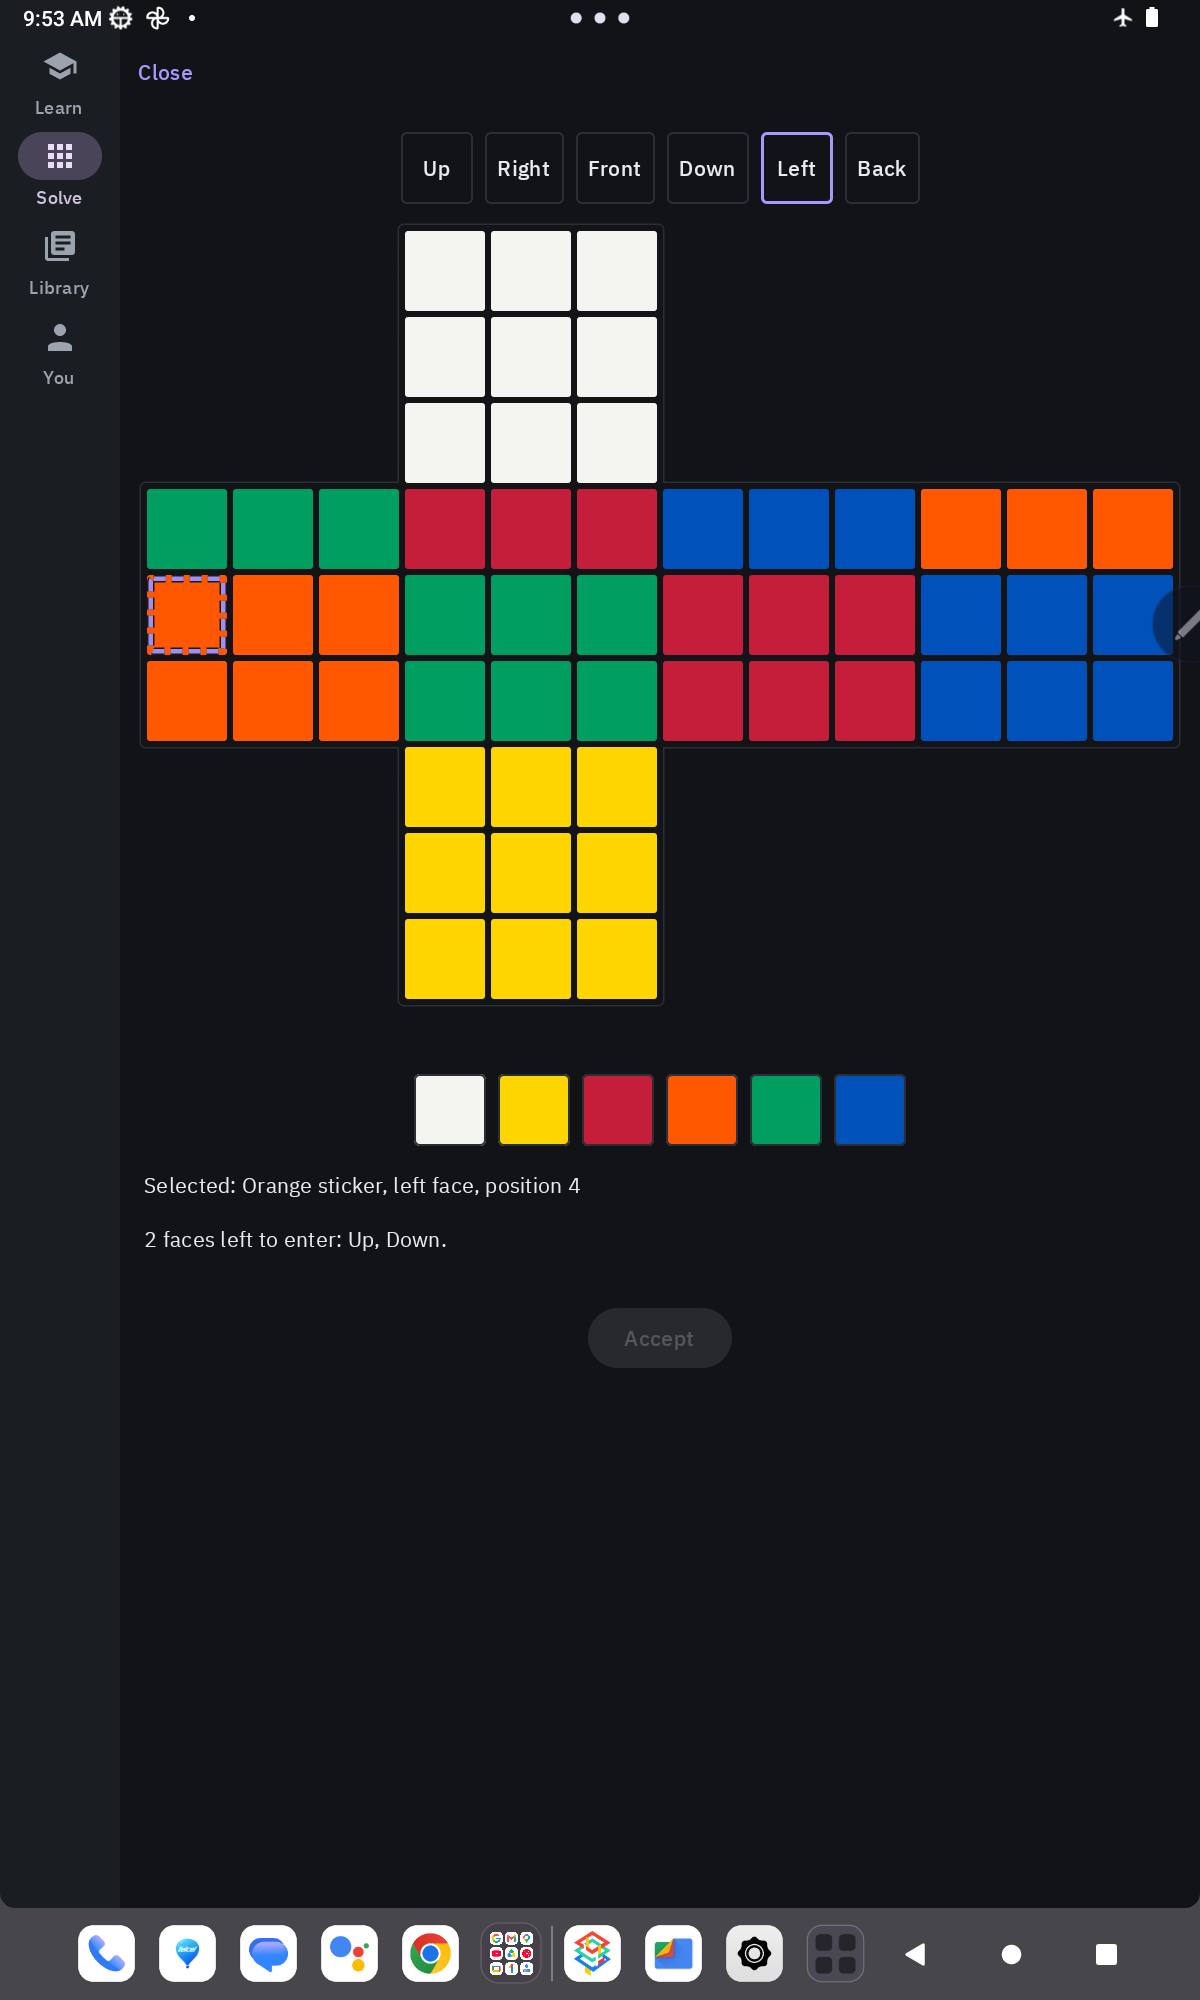 9:53 AM
Close
Learn
Solve
Library
You
Up Right Front Down Left Back
Selected: Orange sticker, left face, position 4
2 faces left to enter: Up, Down.
Accept